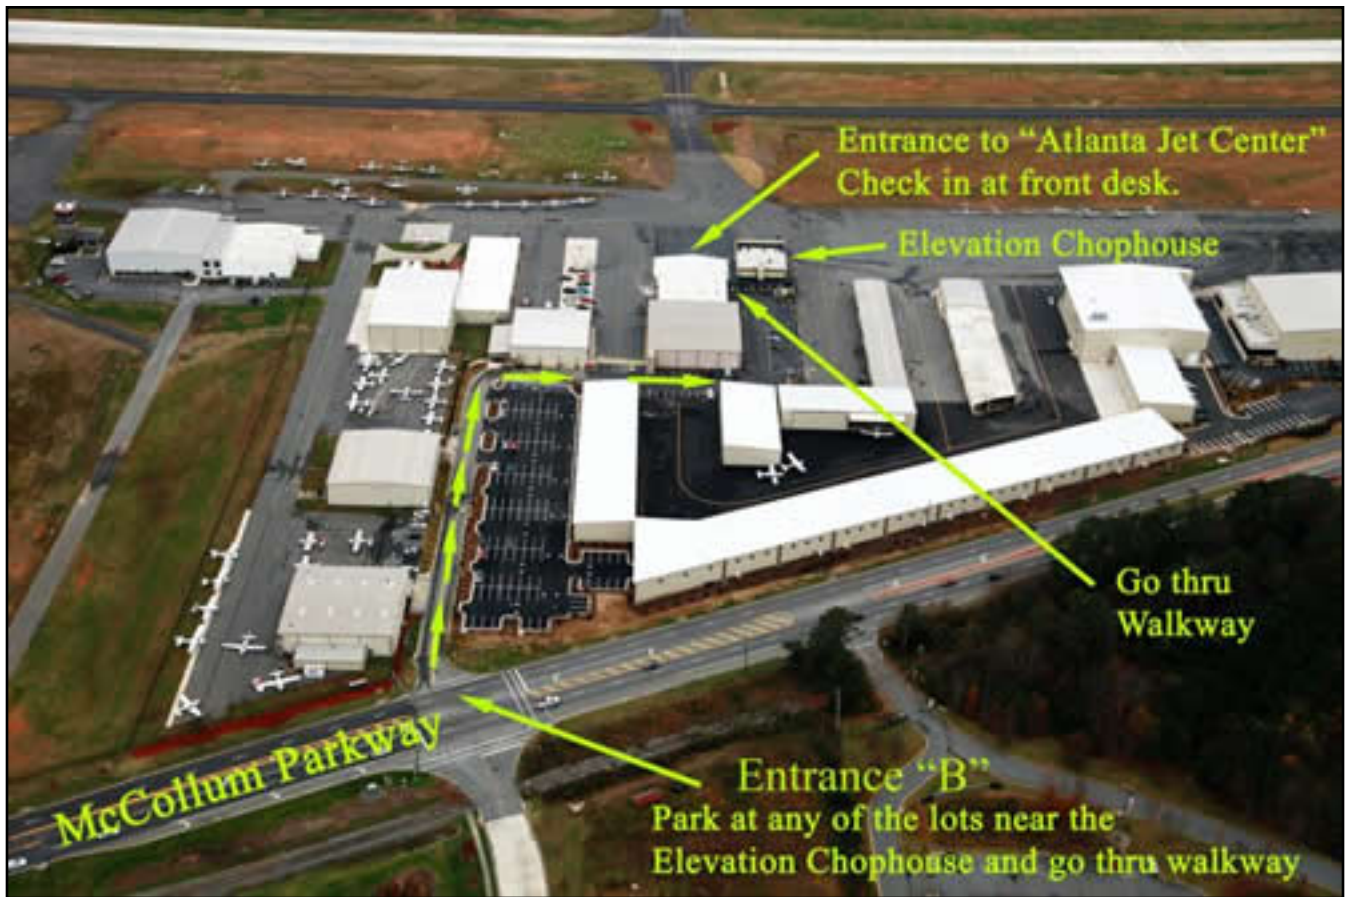 Entrance to “Atlanta Jet Center”
Check in at front desk.
Elevation Chophouse
Go thru
Walkway
McCollum Parkway
Entrance “B”
Park at any of the lots near the
Elevation Chophouse and go thru walkway